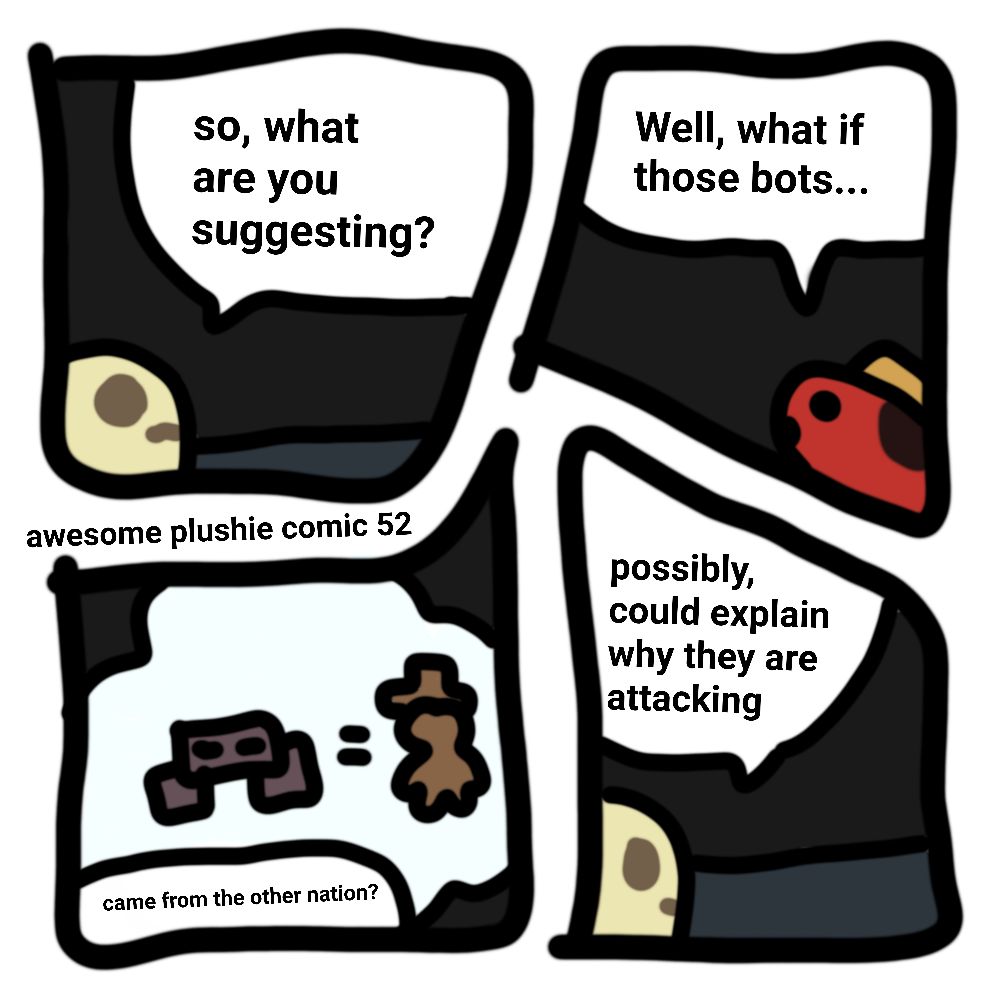 so, what
are you
suggesting?
Well, what if
those bots...
awesome plushie comic 52
=
came from the other nation?
possibly,
could explain
why they are
attacking